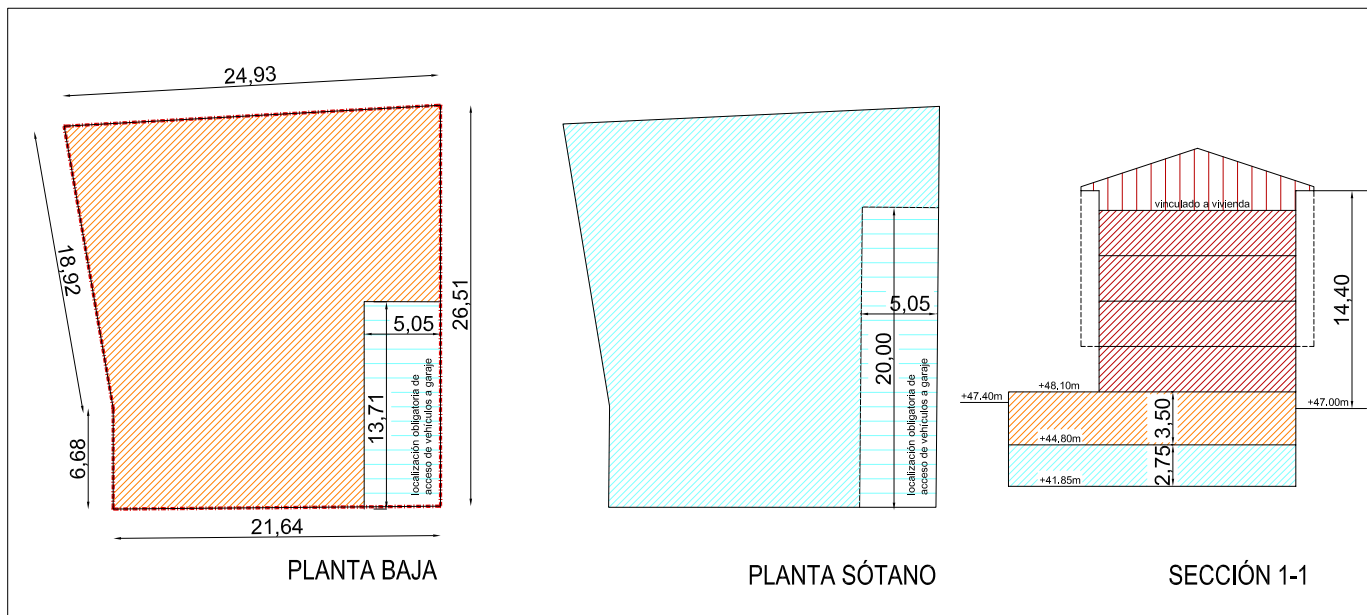 24,93
18,92
6,68
21,64
26,51
5,05
13,71
localización obligatoria de
acceso de vehículos a garaje
PLANTA BAJA
5,05
20,00
localización obligatoria de
acceso de vehículos a garaje
PLANTA SÓTANO
vinculado a vivienda
14,40
+48,10m
+47.40m
+47.00m
3,50
+44,80m
2,75
+41.85m
SECCIÓN 1-1